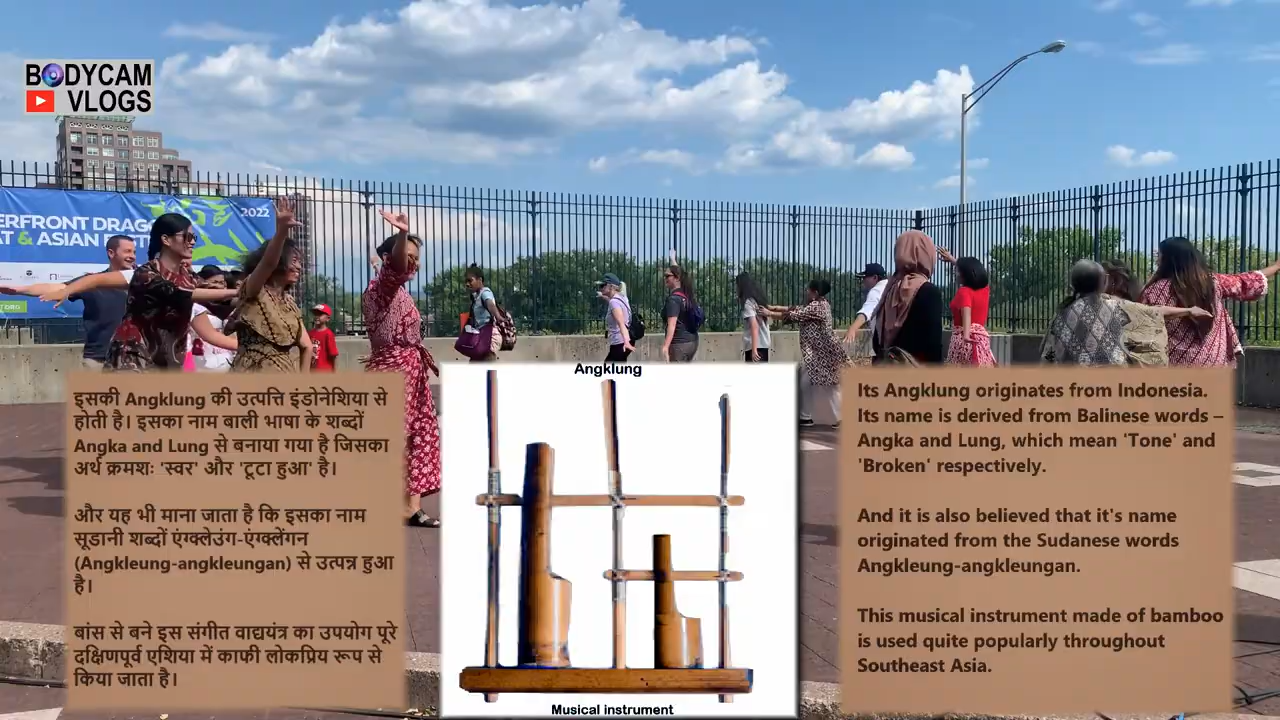 BODYCAM
VLOGS
ERFRONT DRAG
2022
AT & ASIAN
Angklung
इसकी Angklung की उत्पत्ति इंडोनेशिया से
होती है। इसका नाम बाली भाषा के शब्दों
Angka and Lung से बनाया गया है जिसका
अर्थ क्रमशः 'स्वर' और 'टूटा हुआ' है।
और यह भी माना जाता है कि इसका नाम
सूडानी शब्दों एंग्क्लेउंग-एंग्क्लेंगन
(Angkleung-angkleungan) से उत्पन्न हुआ
है।
बांस से बने इस संगीत वाद्ययंत्र का उपयोग पूरे
दक्षिणपूर्व एशिया में काफी लोकप्रिय रूप से
किया जाता है।
Musical instrument
Its Angklung originates from Indonesia.
Its name is derived from Balinese words –
Angka and Lung, which mean 'Tone' and
'Broken' respectively.
And it is also believed that it's name
originated from the Sudanese words
Angkleung-angkleungan.
This musical instrument made of bamboo
is used quite popularly throughout
Southeast Asia.